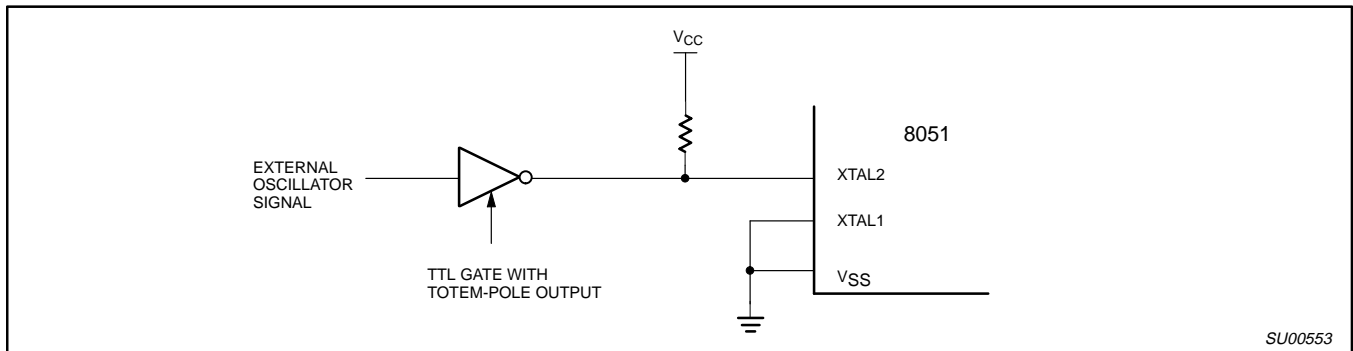 VCC
8051
EXTERNAL
OSCILLATOR
SIGNAL
XTAL2
XTAL1
VSS
TTL GATE WITH
TOTEM-POLE OUTPUT
SU00553